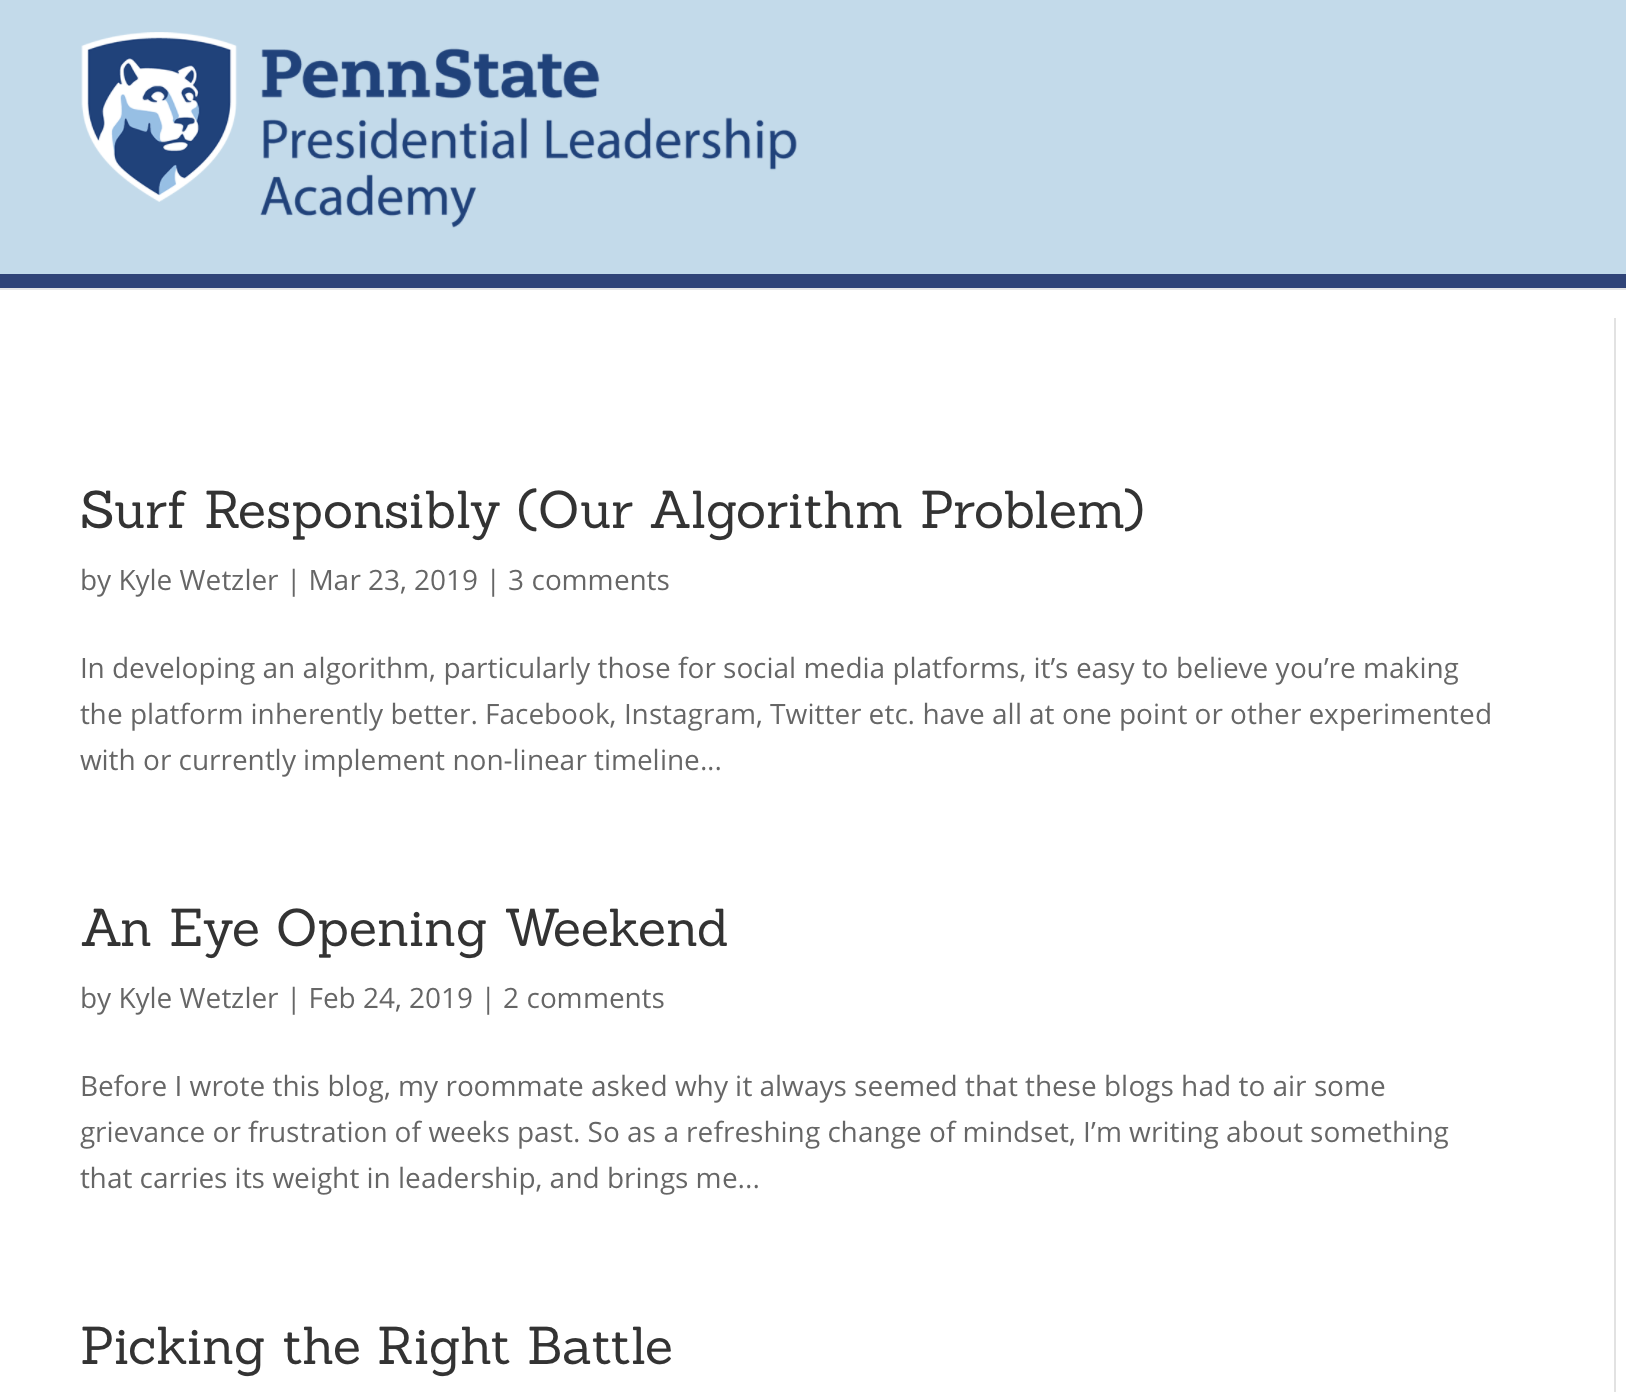 PennState
Presidential Leadership
Academy
Surf Responsibly (Our Algorithm Problem)
by Kyle Wetzler | Mar 23, 2019 | 3 comments
In developing an algorithm, particularly those for social media platforms, it’s easy to believe you’re making
the platform inherently better. Facebook, Instagram, Twitter etc. have all at one point or other experimented
with or currently implement non-linear timeline...
An Eye Opening Weekend
by Kyle Wetzler | Feb 24, 2019 | 2 comments
Before I wrote this blog, my roommate asked why it always seemed that these blogs had to air some
grievance or frustration of weeks past. So as a refreshing change of mindset, I’m writing about something
that carries its weight in leadership, and brings me...
Picking the Right Battle